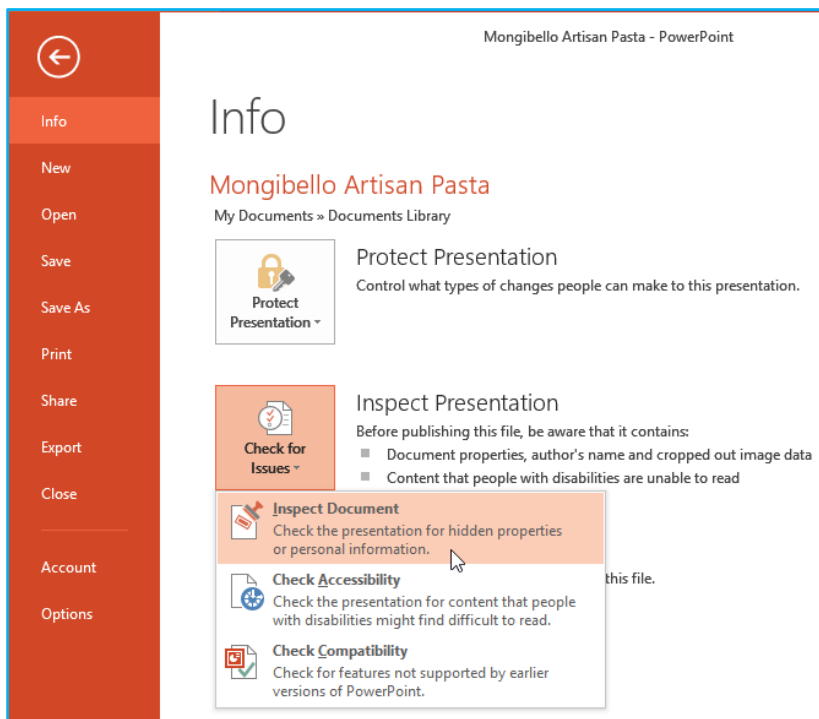 Mongibello Artisan Pasta - PowerPoint
Info
New
Open
Save
Save As
Print
Share
Export
Close
Account
Options
Info
Mongibello Artisan Pasta
My Documents » Documents Library
Protect
Presentation
Protect Presentation
Control what types of changes people can make to this presentation.
Check for
Issues
Inspect Presentation
Before publishing this file, be aware that it contains:
Document properties, author's name and cropped out image data
Content that people with disabilities are unable to read
Inspect Document
Check the presentation for hidden properties
or personal information.
this file.
Check Accessibility
Check the presentation for content that people
with disabilities might find difficult to read.
Check Compatibility
Check for features not supported by earlier
versions of PowerPoint.